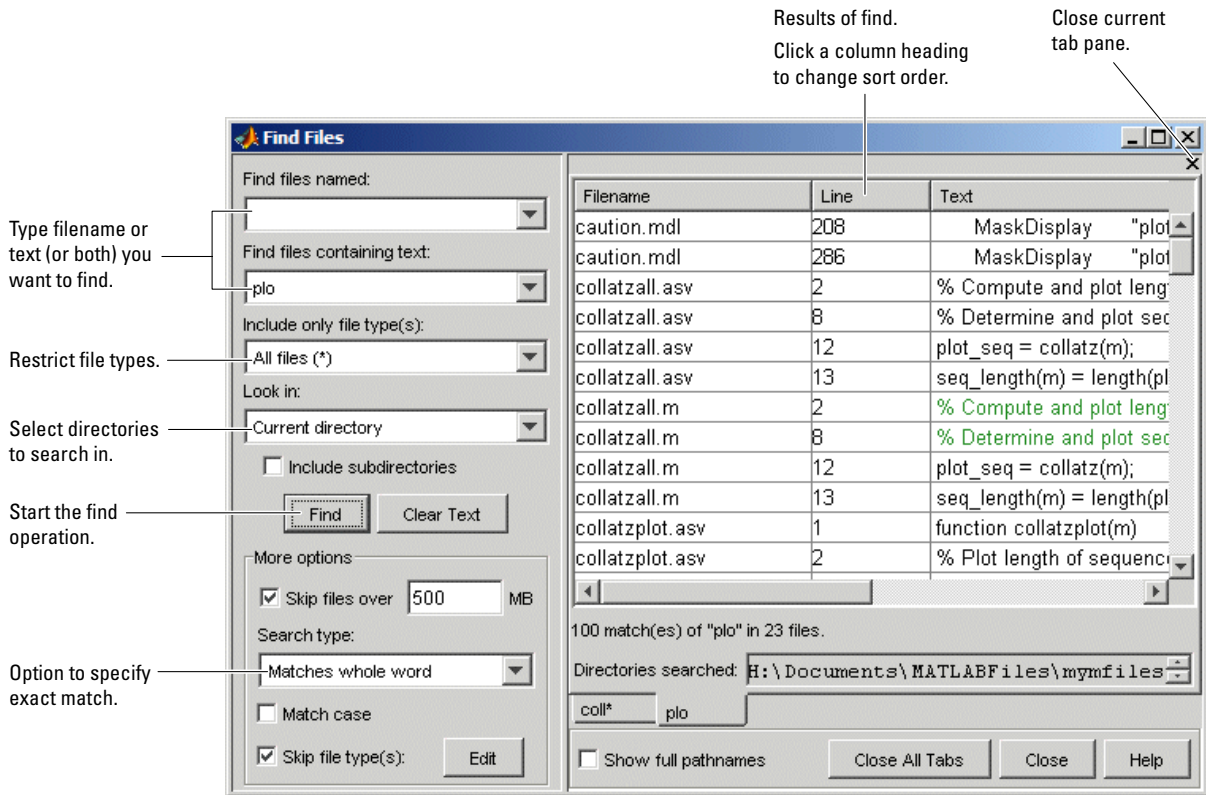 Results of find.
Click a column heading
to change sort order.
Close current
tab pane.
Find Files
Type filename or
text (or both) you
want to find.
Restrict file types.
Select directories
to search in.
Start the find
operation.
Option to specify
exact match.
Find files named:
Find files containing text:
plo
Include only file type(s):
All files (*)
Look in:
Current directory
Include subdirectories
Find Clear Text
More options
Skip files over 500 MB
Search type:
Matches whole word
Match case
Skip file type(s): Edit
Filename Line Text
caution.mdl 208 MaskDisplay "plot
caution.mdl 286 MaskDisplay "plot
collatzall.asv 2 % Compute and plot leng
collatzall.asv 8 % Determine and plot sec
collatzall.asv 12 plot_seq = collatz(m);
collatzall.asv 13 seq_length(m) = length(pl
collatzall.m 2 % Compute and plot leng
collatzall.m 8 % Determine and plot sec
collatzall.m 12 plot_seq = collatz(m);
collatzall.m 13 seq_length(m) = length(pl
collatzplot.asv 1 function collatzplot(m)
collatzplot.asv 2 % Plot length of sequence
100 match(es) of "plo" in 23 files.
Directories searched: H:\Documents\MATLABFiles\mymfiles
coll* plo
Show full pathnames Close All Tabs Close Help